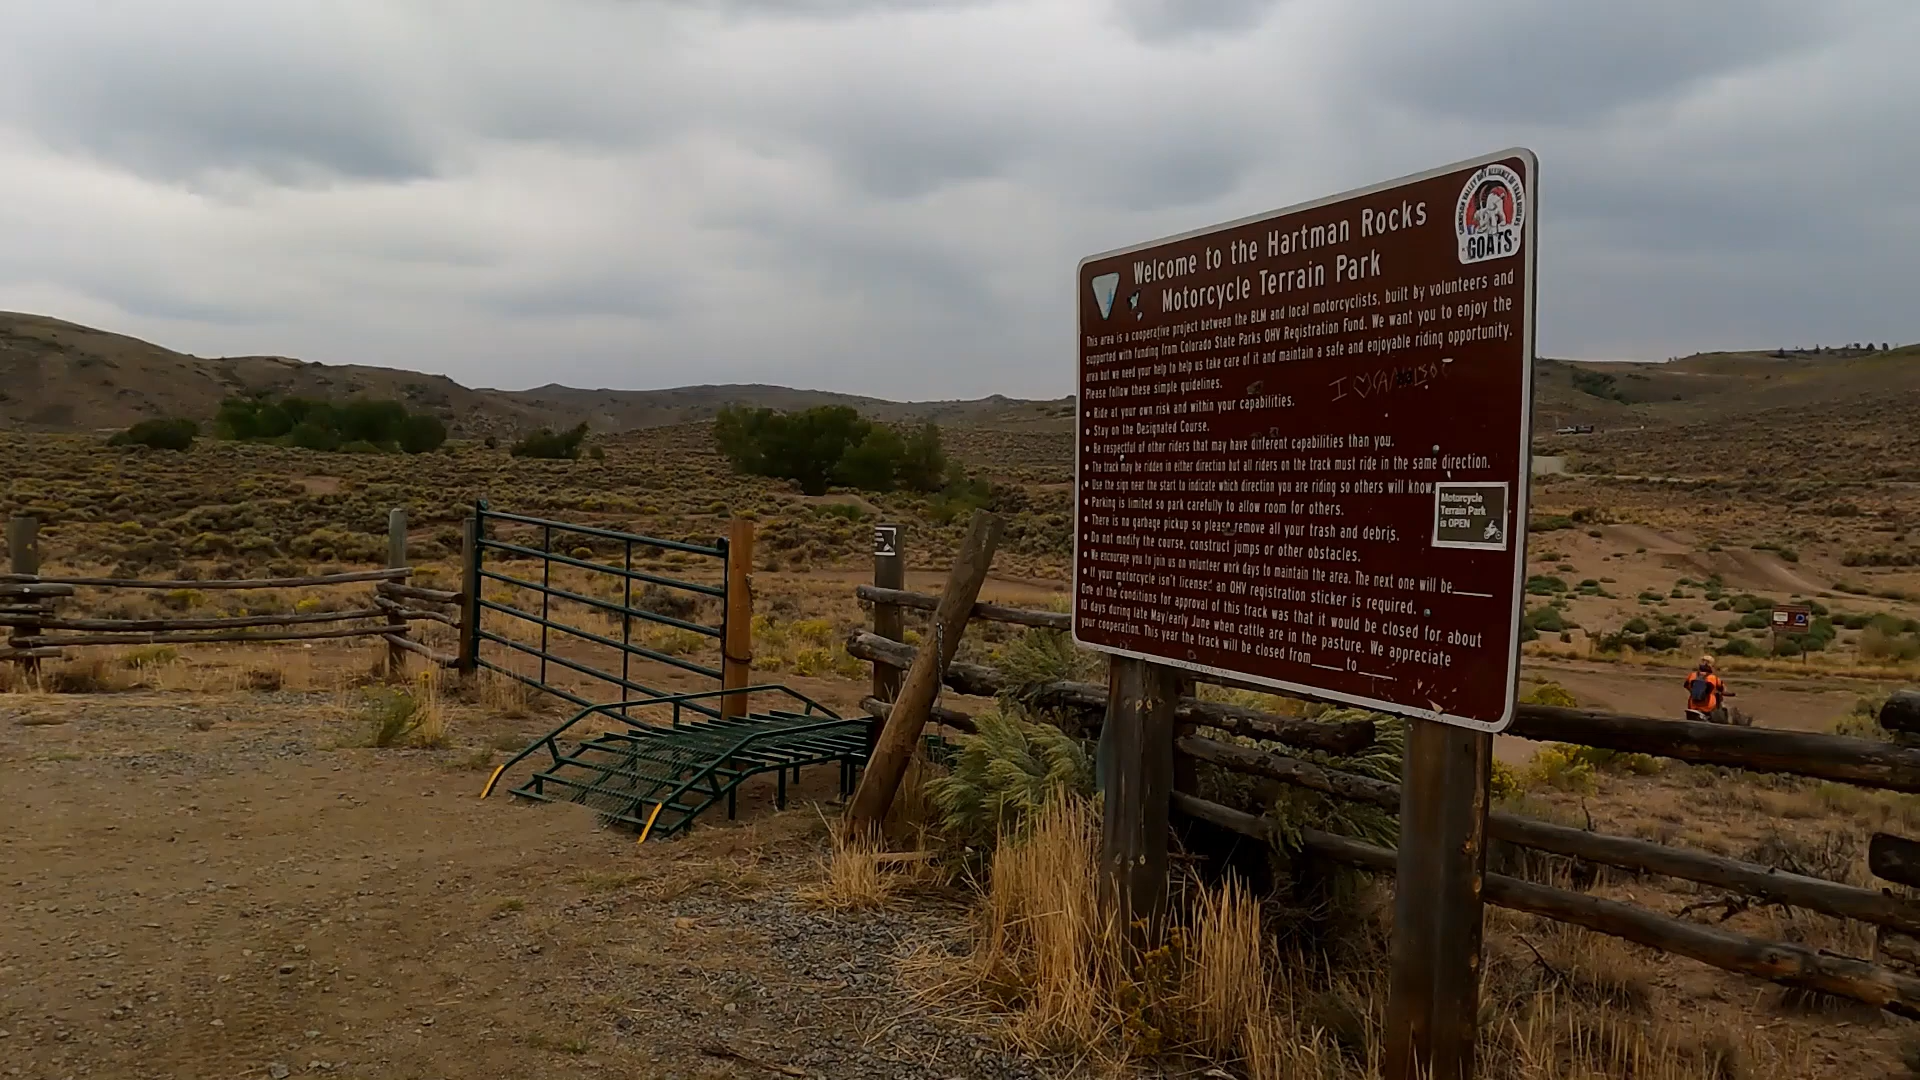 Welcome to the Hartman Rocks
Motorcycle Terrain Park
GUNNISON VALLEY OHV ALLIANCE OF TRAIL RIDERS
GOATS
This area is a cooperative project between the BLM and local motorcyclists, built by volunteers and
supported with funding from Colorado State Parks OHV Registration Fund. We want you to enjoy the
area but we need your help to help us take care of it and maintain a safe and enjoyable riding opportunity.
Please follow these simple guidelines.
I
• Ride at your own risk and within your capabilities.
• Stay on the Designated Course.
• Be respectful of other riders that may have different capabilities than you.
• The track may be ridden in either direction but all riders on the track must ride in the same direction.
• Use the sign near the start to indicate which direction you are riding so others will know.
• Parking is limited so park carefully to allow room for others.
• There is no garbage pickup so please remove all your trash and debris.
• Do not modify the course, construct jumps or other obstacles.
• We encourage you to join us on volunteer work days to maintain the area. The next one will be
• If your motorcycle isn't licensed an OHV registration sticker is required.
One of the conditions for approval of this track was that it would be closed for about
10 days during late May/early June when cattle are in the pasture. We appreciate
your cooperation. This year the track will be closed from____ to ____
Motorcycle
Terrain Park
is OPEN